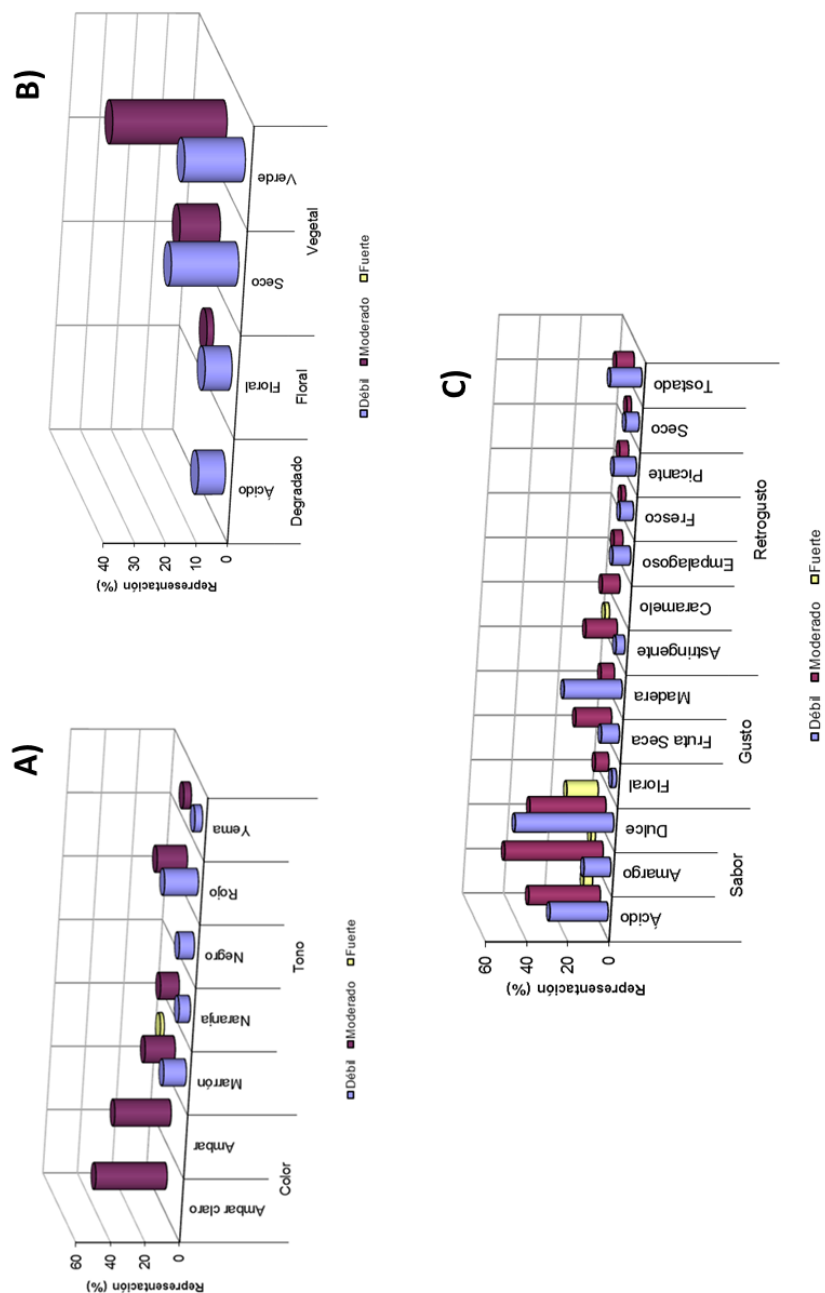 A)
Representación (%)
60
40
20
0
Ambar claro
Ambar
Marrón
Naranja
Negro
Rojo
Yema
Color
Tono
Débil Moderado Fuerte
B)
Representación (%)
40
30
20
10
0
Ácido
Floral
Seco
Verde
Degradado
Floral
Vegetal
Débil Moderado Fuerte
C)
Representación (%)
60
40
20
0
Ácido
Amargo
Dulce
Floral
Fruta Seca
Madera
Astringente
Caramelo
Empalagoso
Fresco
Picante
Seco
Tostado
Sabor
Gusto
Retrogusto
Débil Moderado Fuerte